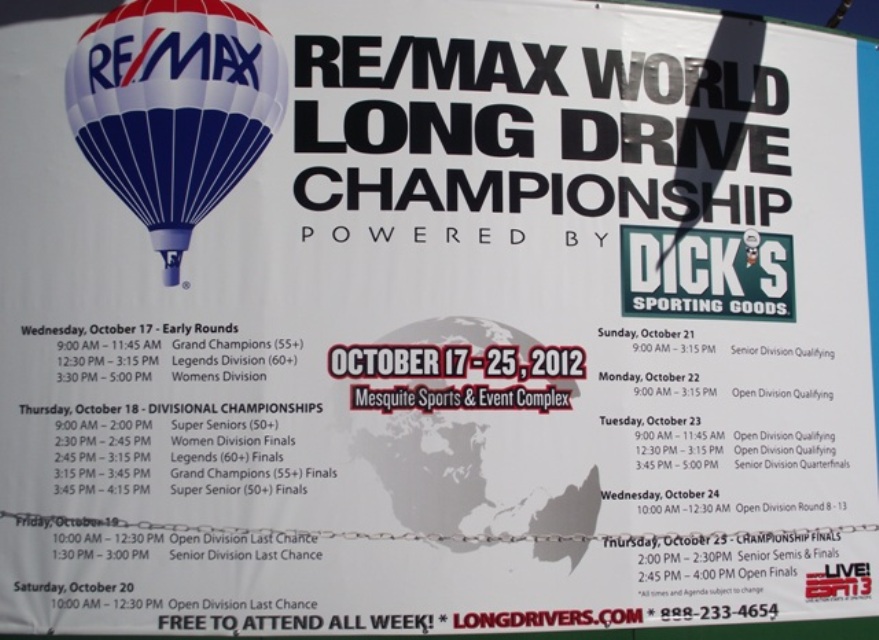 RE/MAX
RE/MAX WORLD
LONG DRIVE
CHAMPIONSHIP
POWERED BY
DICK'S
SPORTING GOODS.
®
Wednesday, October 17 - Early Rounds
9:00 AM – 11:45 AM Grand Champions (55+)
12:30 PM – 3:15 PM Legends Division (60+)
3:30 PM – 5:00 PM Womens Division
Thursday, October 18 - DIVISIONAL CHAMPIONSHIPS
9:00 AM – 2:00 PM Super Seniors (50+)
2:30 PM – 2:45 PM Women Division Finals
2:45 PM – 3:15 PM Legends (60+) Finals
3:15 PM – 3:45 PM Grand Champions (55+) Finals
3:45 PM – 4:15 PM Super Senior (50+) Finals
Friday, October 19
10:00 AM – 12:30 PM Open Division Last Chance
1:30 PM – 3:00 PM Senior Division Last Chance
Saturday, October 20
10:00 AM – 12:30 PM Open Division Last Chance
OCTOBER 17 - 25, 2012
Mesquite Sports & Event Complex
Sunday, October 21
9:00 AM – 3:15 PM Senior Division Qualifying
Monday, October 22
9:00 AM – 3:15 PM Open Division Qualifying
Tuesday, October 23
9:00 AM – 11:45 AM Open Division Qualifying
12:30 PM – 3:15 PM Open Division Qualifying
3:45 PM – 5:00 PM Senior Division Quarterfinals
Wednesday, October 24
10:00 AM –12:30 AM Open Division Round 8 - 13
Thursday, October 25 - CHAMPIONSHIP FINALS
2:00 PM – 2:30PM Senior Semis & Finals
2:45 PM – 4:00 PM Open Finals
*All times and Agenda subject to change
LIVE!
ESPN 3
FREE TO ATTEND ALL WEEK! * LONGDRIVERS.COM * 888-233-4654